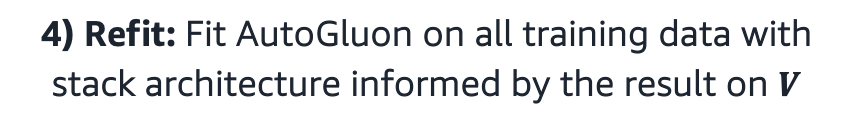 4) Refit: Fit AutoGluon on all training data with
stack architecture informed by the result on V